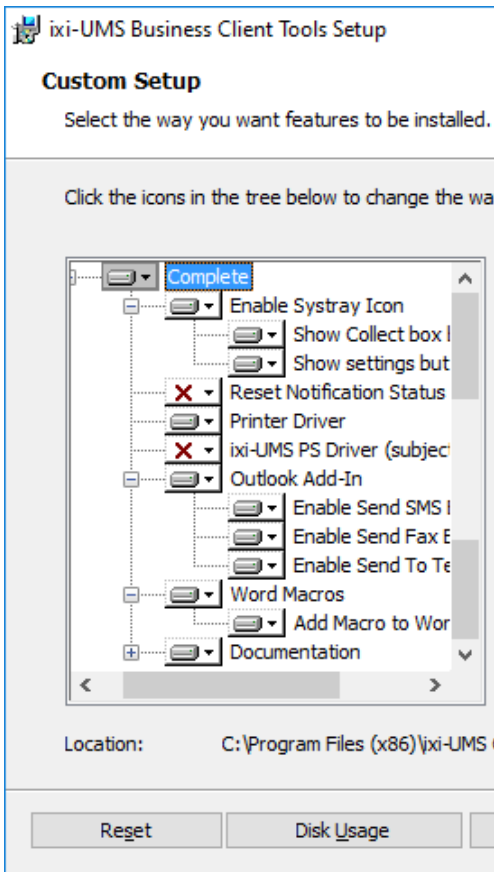 ixi-UMS Business Client Tools Setup
Custom Setup
Select the way you want features to be installed.
Click the icons in the tree below to change the wa
Complete
Enable Systray Icon
Show Collect box
Show settings but
Reset Notification Status
Printer Driver
ixi-UMS PS Driver (subject
Outlook Add-In
Enable Send SMS
Enable Send Fax
Enable Send To Te
Word Macros
Add Macro to Wor
Documentation
Location: C:\Program Files (x86)\ixi-UMS
Reset Disk Usage